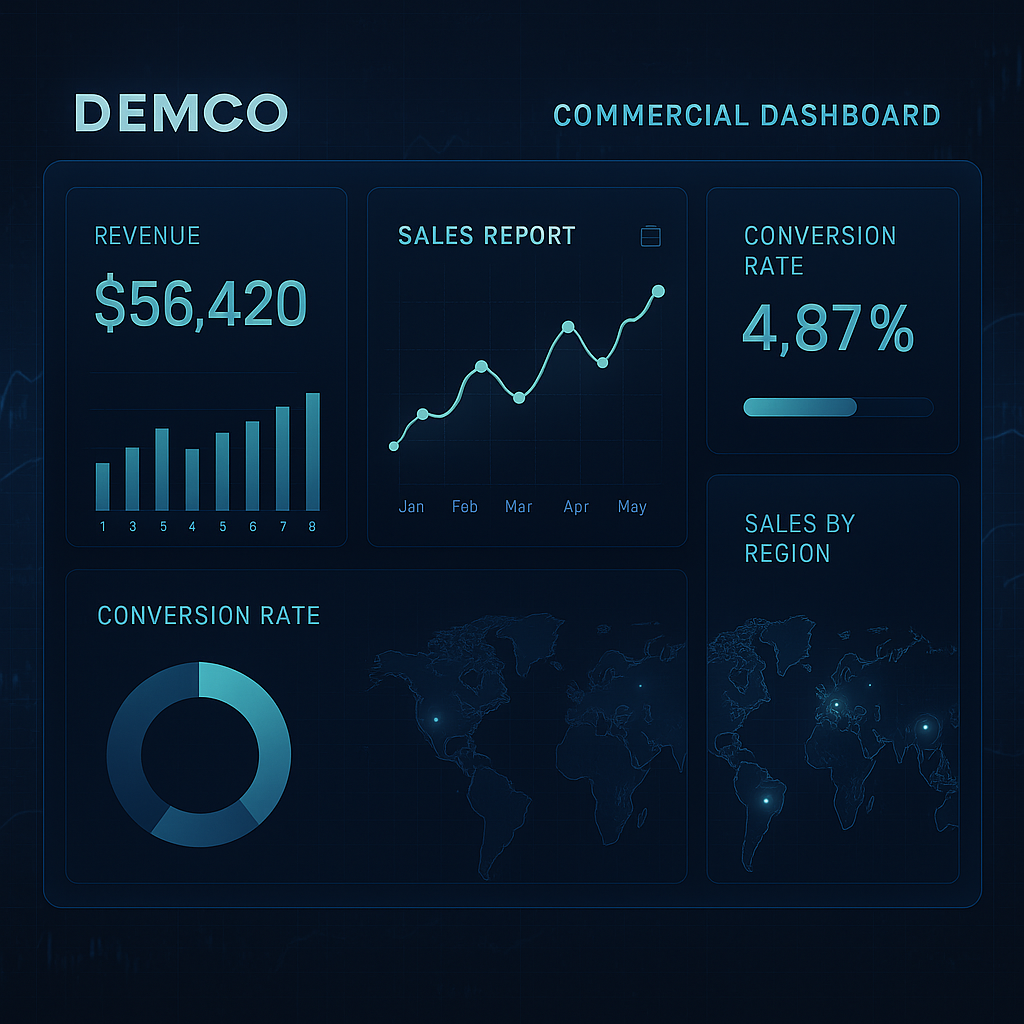 DEMCO
COMMERCIAL DASHBOARD
REVENUE
$56,420
1 3 5 4 5 6 7 8
SALES REPORT
Jan Feb Mar Apr May
CONVERSION
RATE
4,87%
SALES BY
REGION
CONVERSION RATE